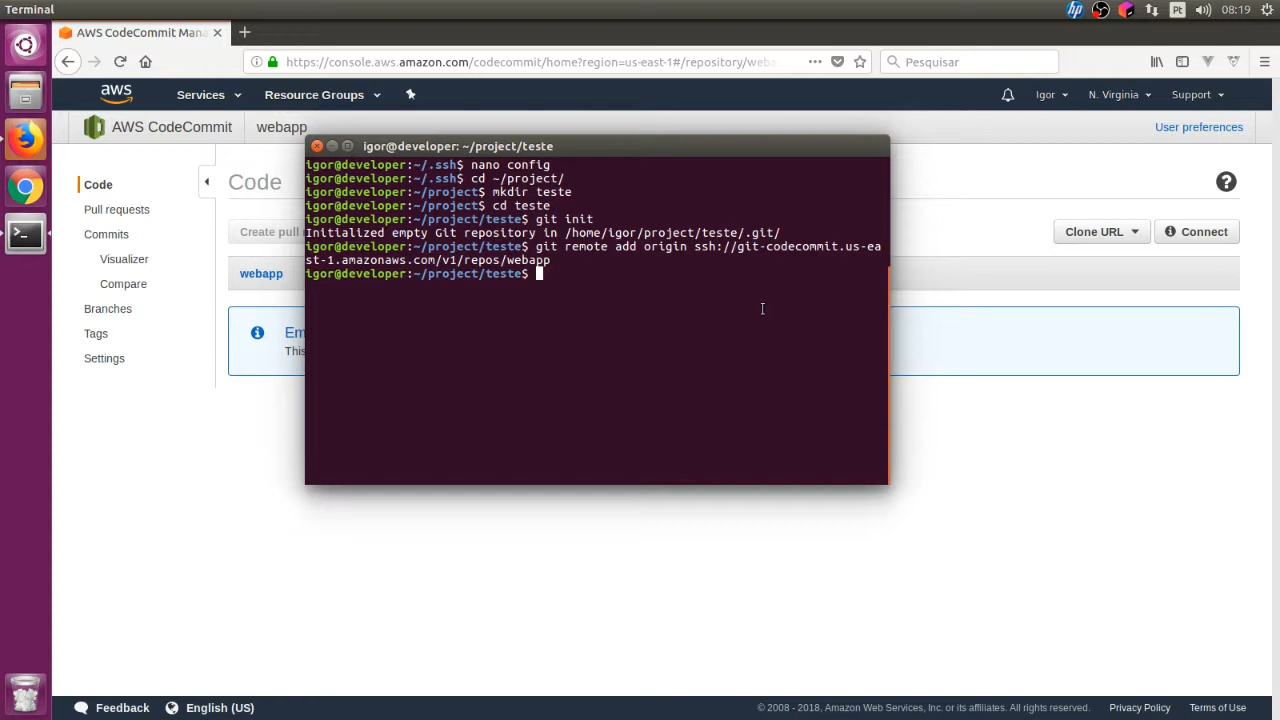 Terminal
Pt
08:19
AWS CodeCommit Mana
https://console.aws.amazon.com/codecommit/home?region=us-east-1#/repository/weba
Pesquisar
aws
Services
Resource Groups
Igor
N. Virginia
Support
AWS CodeCommit
webapp
User preferences
igor@developer: ~/project/teste
igor@developer:~/.ssh$ nano config
igor@developer:~/.ssh$ cd ~/project/
igor@developer:~/project$ mkdir teste
igor@developer:~/project$ cd teste
igor@developer:~/project/teste$ git init
Initialized empty Git repository in /home/igor/project/teste/.git/
igor@developer:~/project/teste$ git remote add origin ssh://git-codecommit.us-ea
st-1.amazonaws.com/v1/repos/webapp
igor@developer:~/project/teste$
Code
Pull requests
Commits
Visualizer
Compare
Branches
Tags
Settings
Code
Create pull
Clone URL
Connect
webapp
Em
This
Feedback
English (US)
© 2008 - 2018, Amazon Web Services, Inc. or its affiliates. All rights reserved.
Privacy Policy
Terms of Use